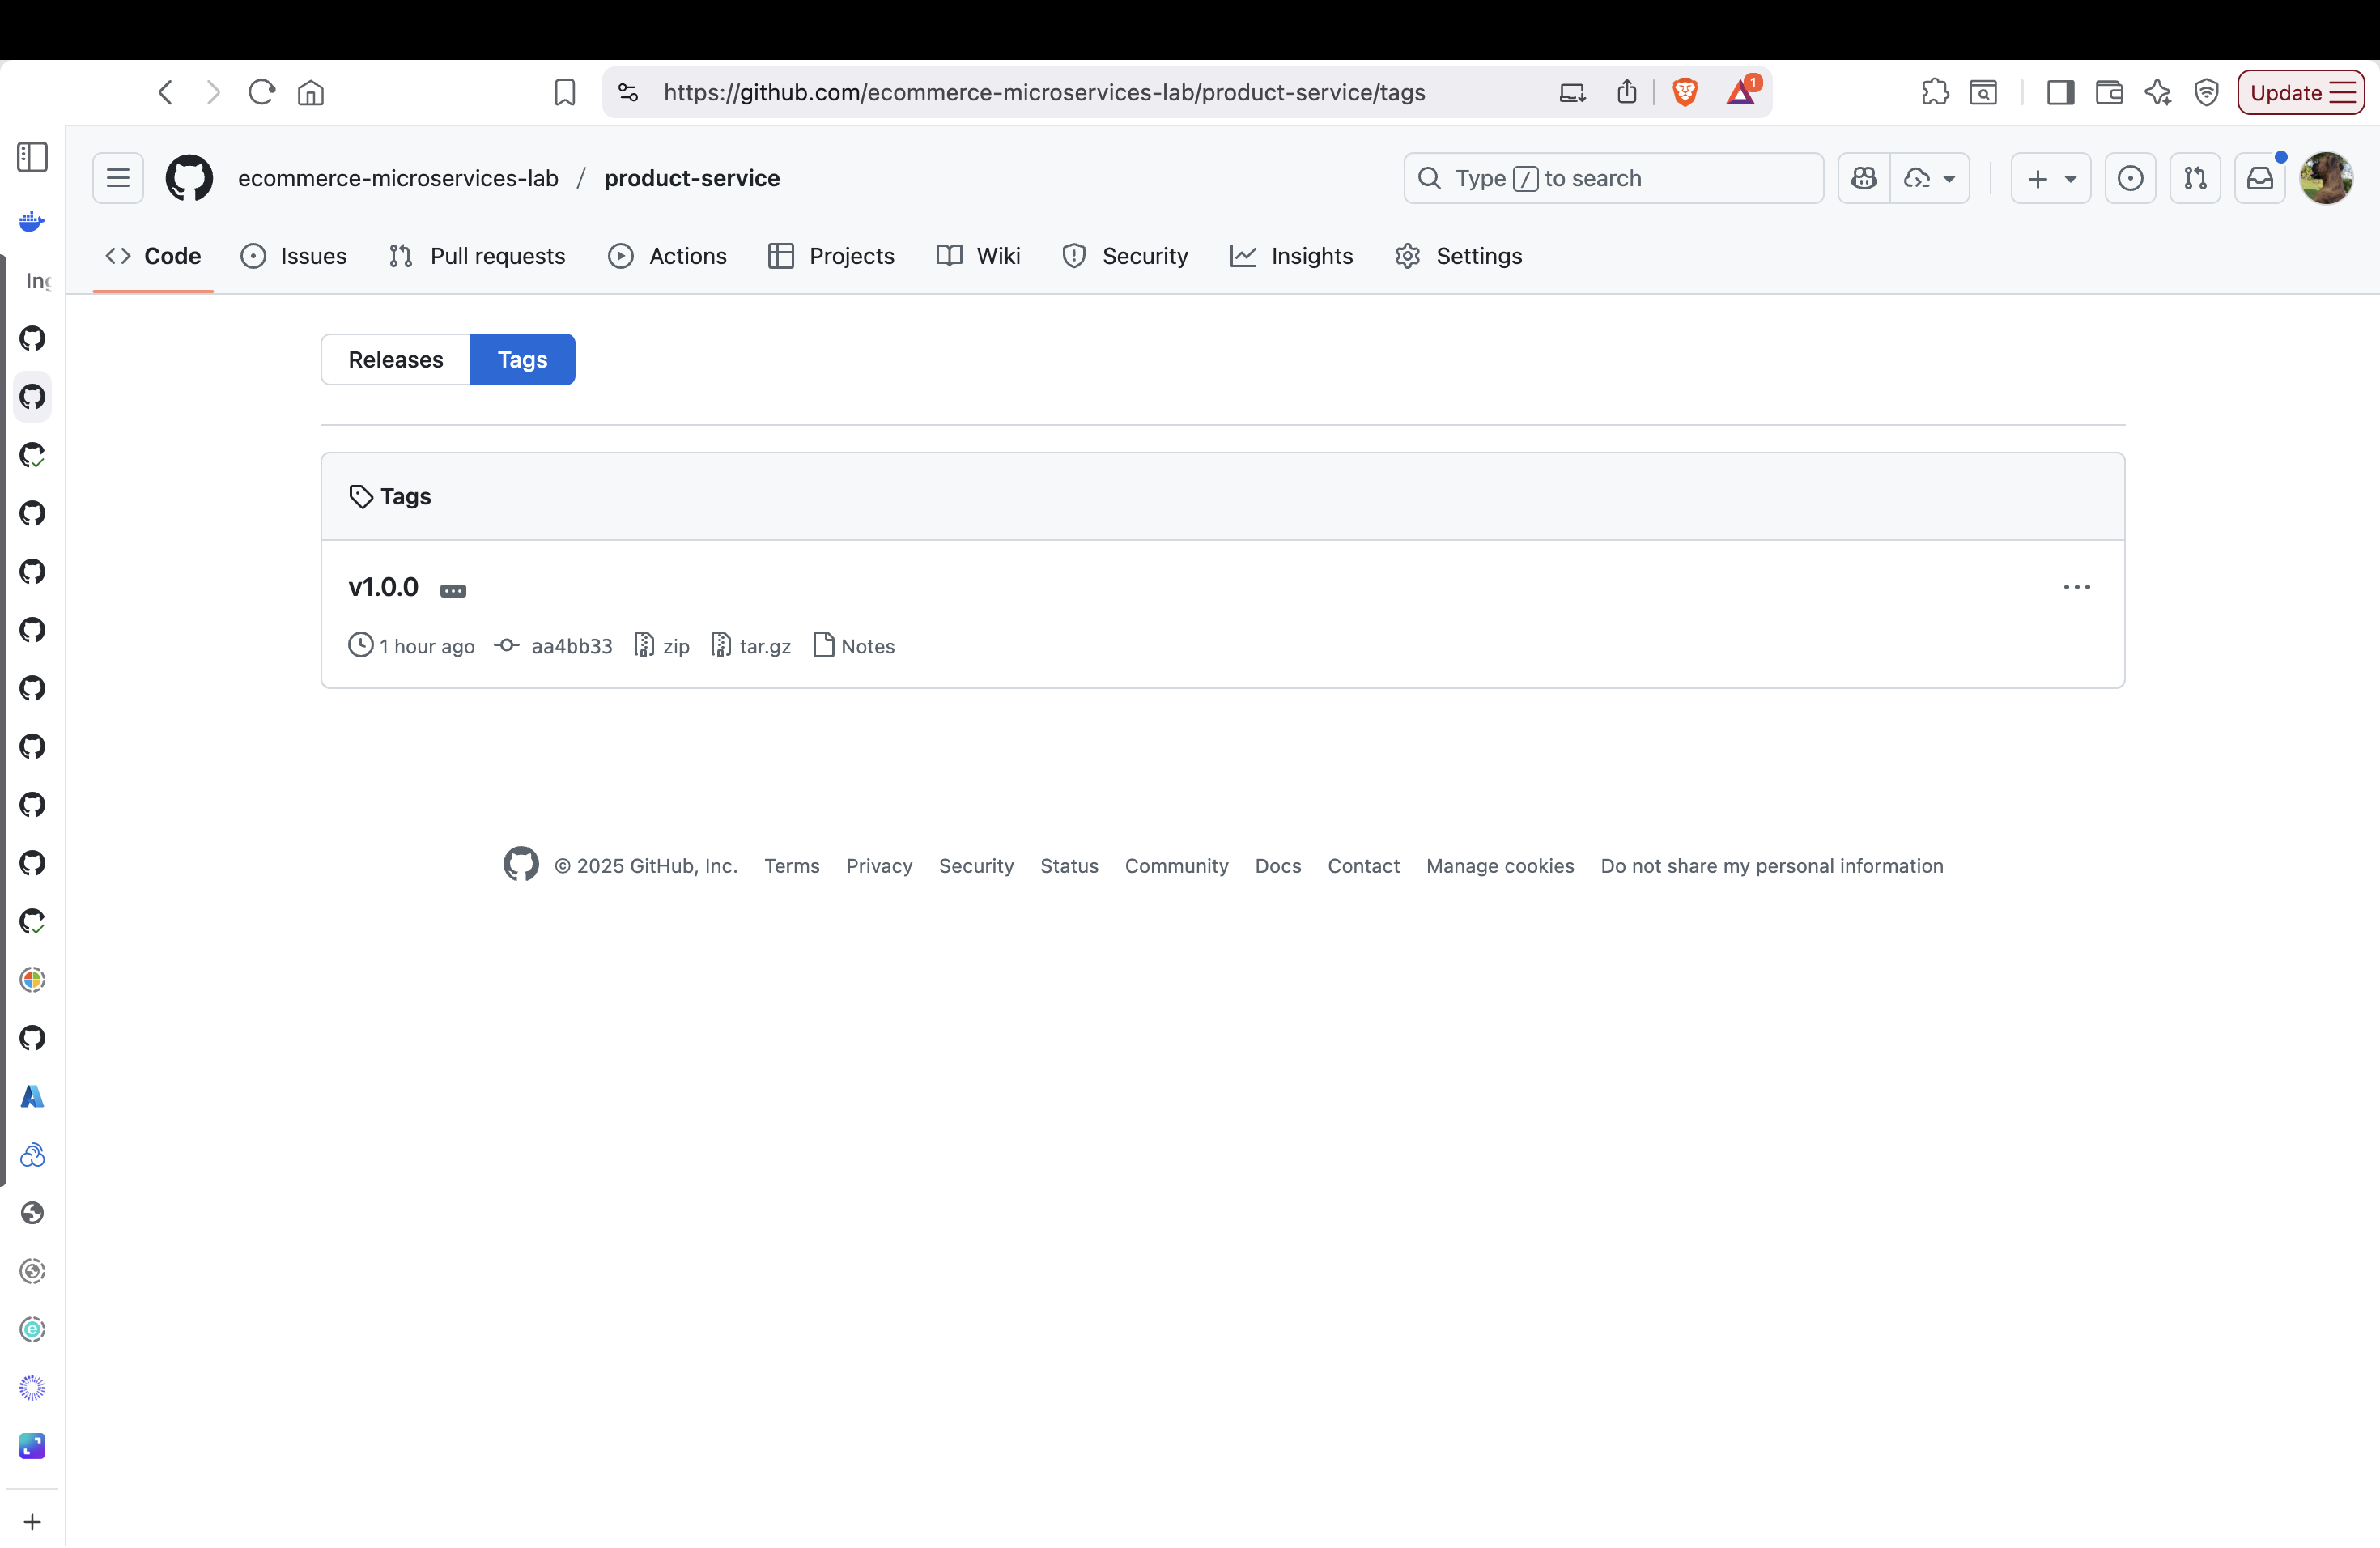 https://github.com/ecommerce-microservices-lab/product-service/tags
1
Update
ecommerce-microservices-lab / product-service
Type / to search
Code
Issues
Pull requests
Actions
Projects
Wiki
Security
Insights
Settings
Releases
Tags
Tags
v1.0.0
1 hour ago
aa4bb33
zip
tar.gz
Notes
© 2025 GitHub, Inc.
Terms
Privacy
Security
Status
Community
Docs
Contact
Manage cookies
Do not share my personal information